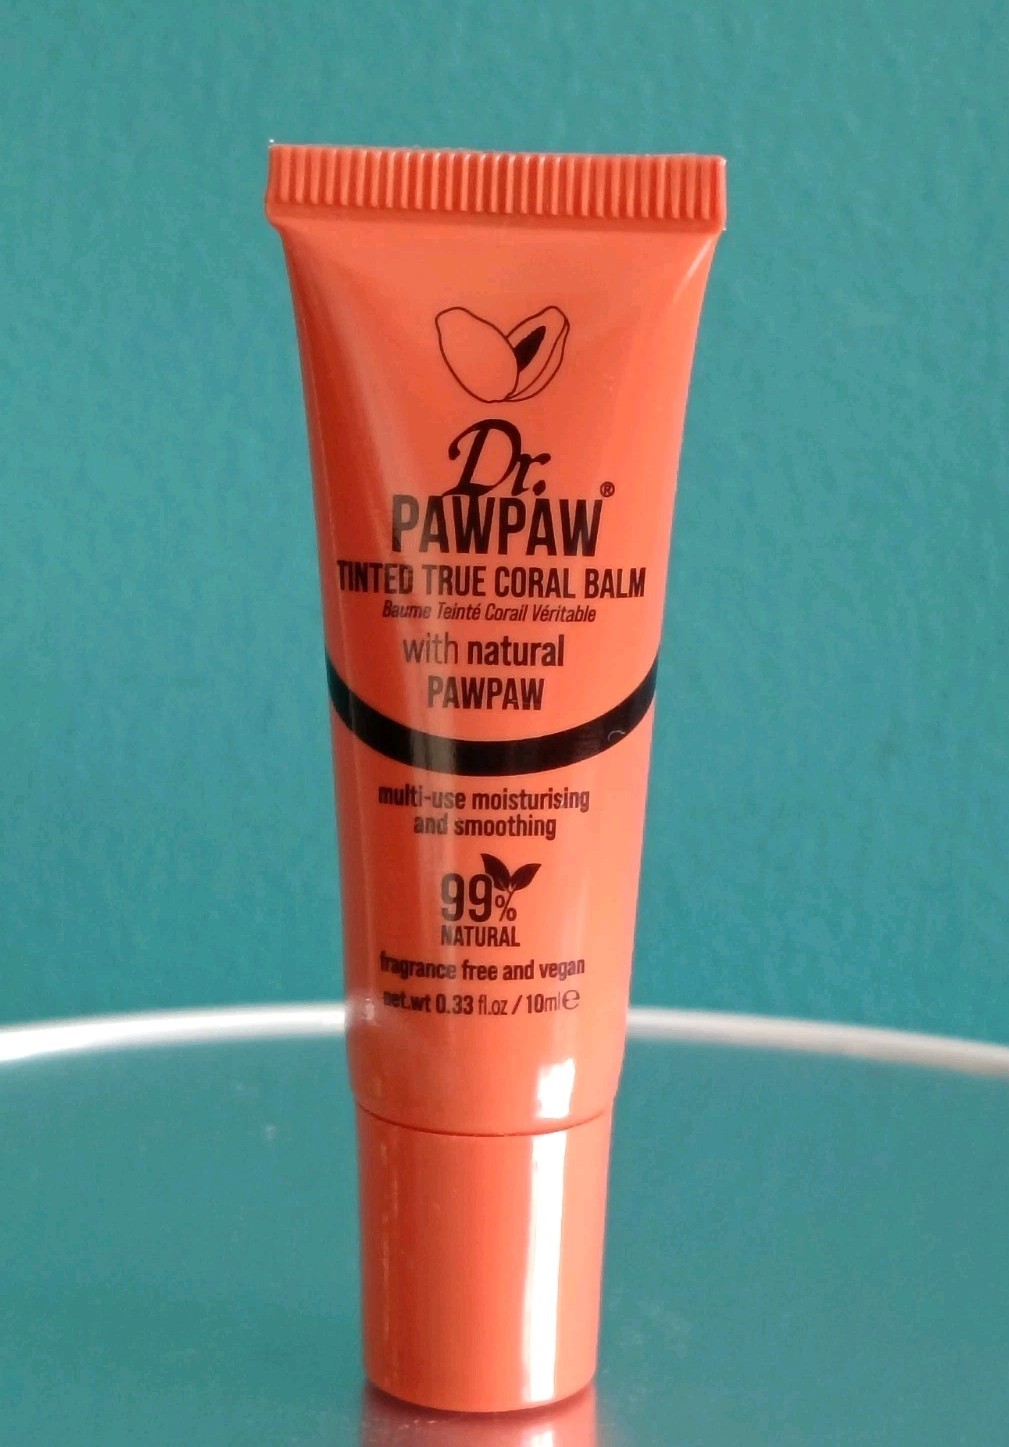 Dr.
PAWPAW®
TINTED TRUE CORAL BALM
Baume Teinté Corail Véritable
with natural
PAWPAW
multi-use moisturising
and smoothing
99%
NATURAL
fragrance free and vegan
net.wt 0.33 fl.oz / 10ml℮